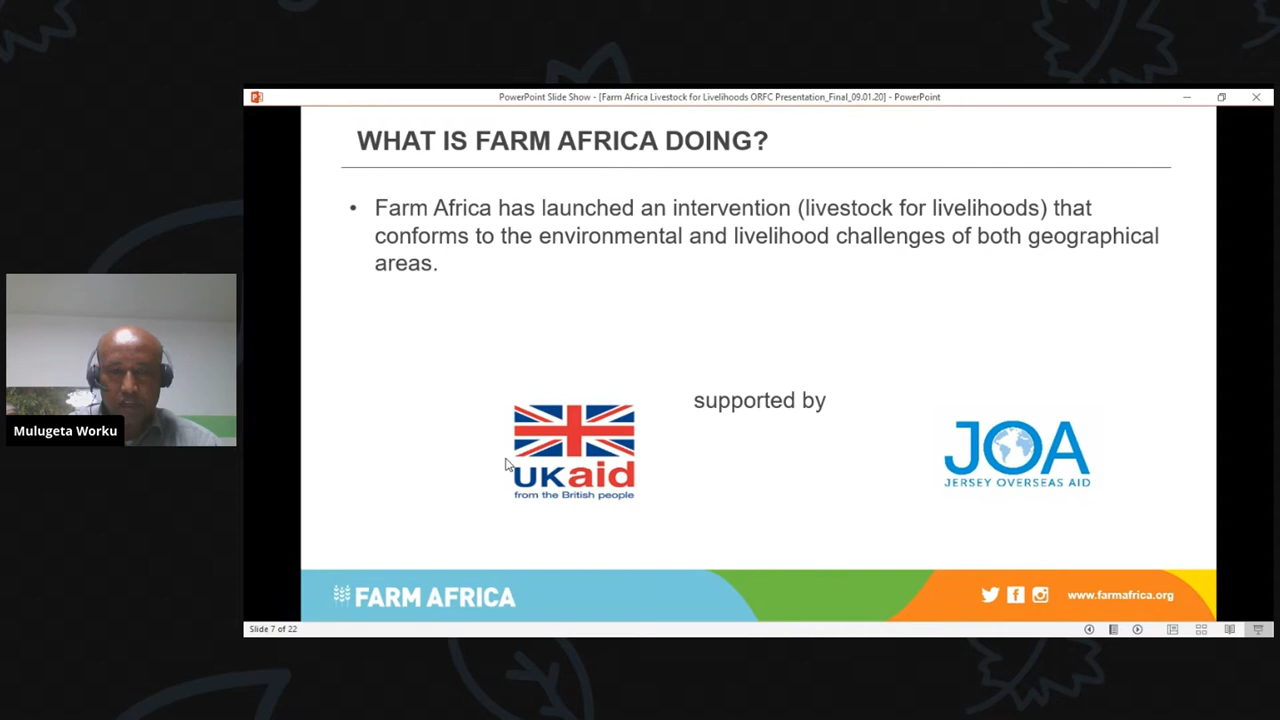 PowerPoint Slide Show - [Farm Africa Livestock for Livelihoods ORFC Presentation_Final_09.01.20] - PowerPoint
WHAT IS FARM AFRICA DOING?
• Farm Africa has launched an intervention (livestock for livelihoods) that
conforms to the environmental and livelihood challenges of both geographical
areas.
supported by
UKaid
from the British people
JOA
JERSEY OVERSEAS AID
Mulugeta Worku
FARM AFRICA
www.farmafrica.org
Slide 7 of 22